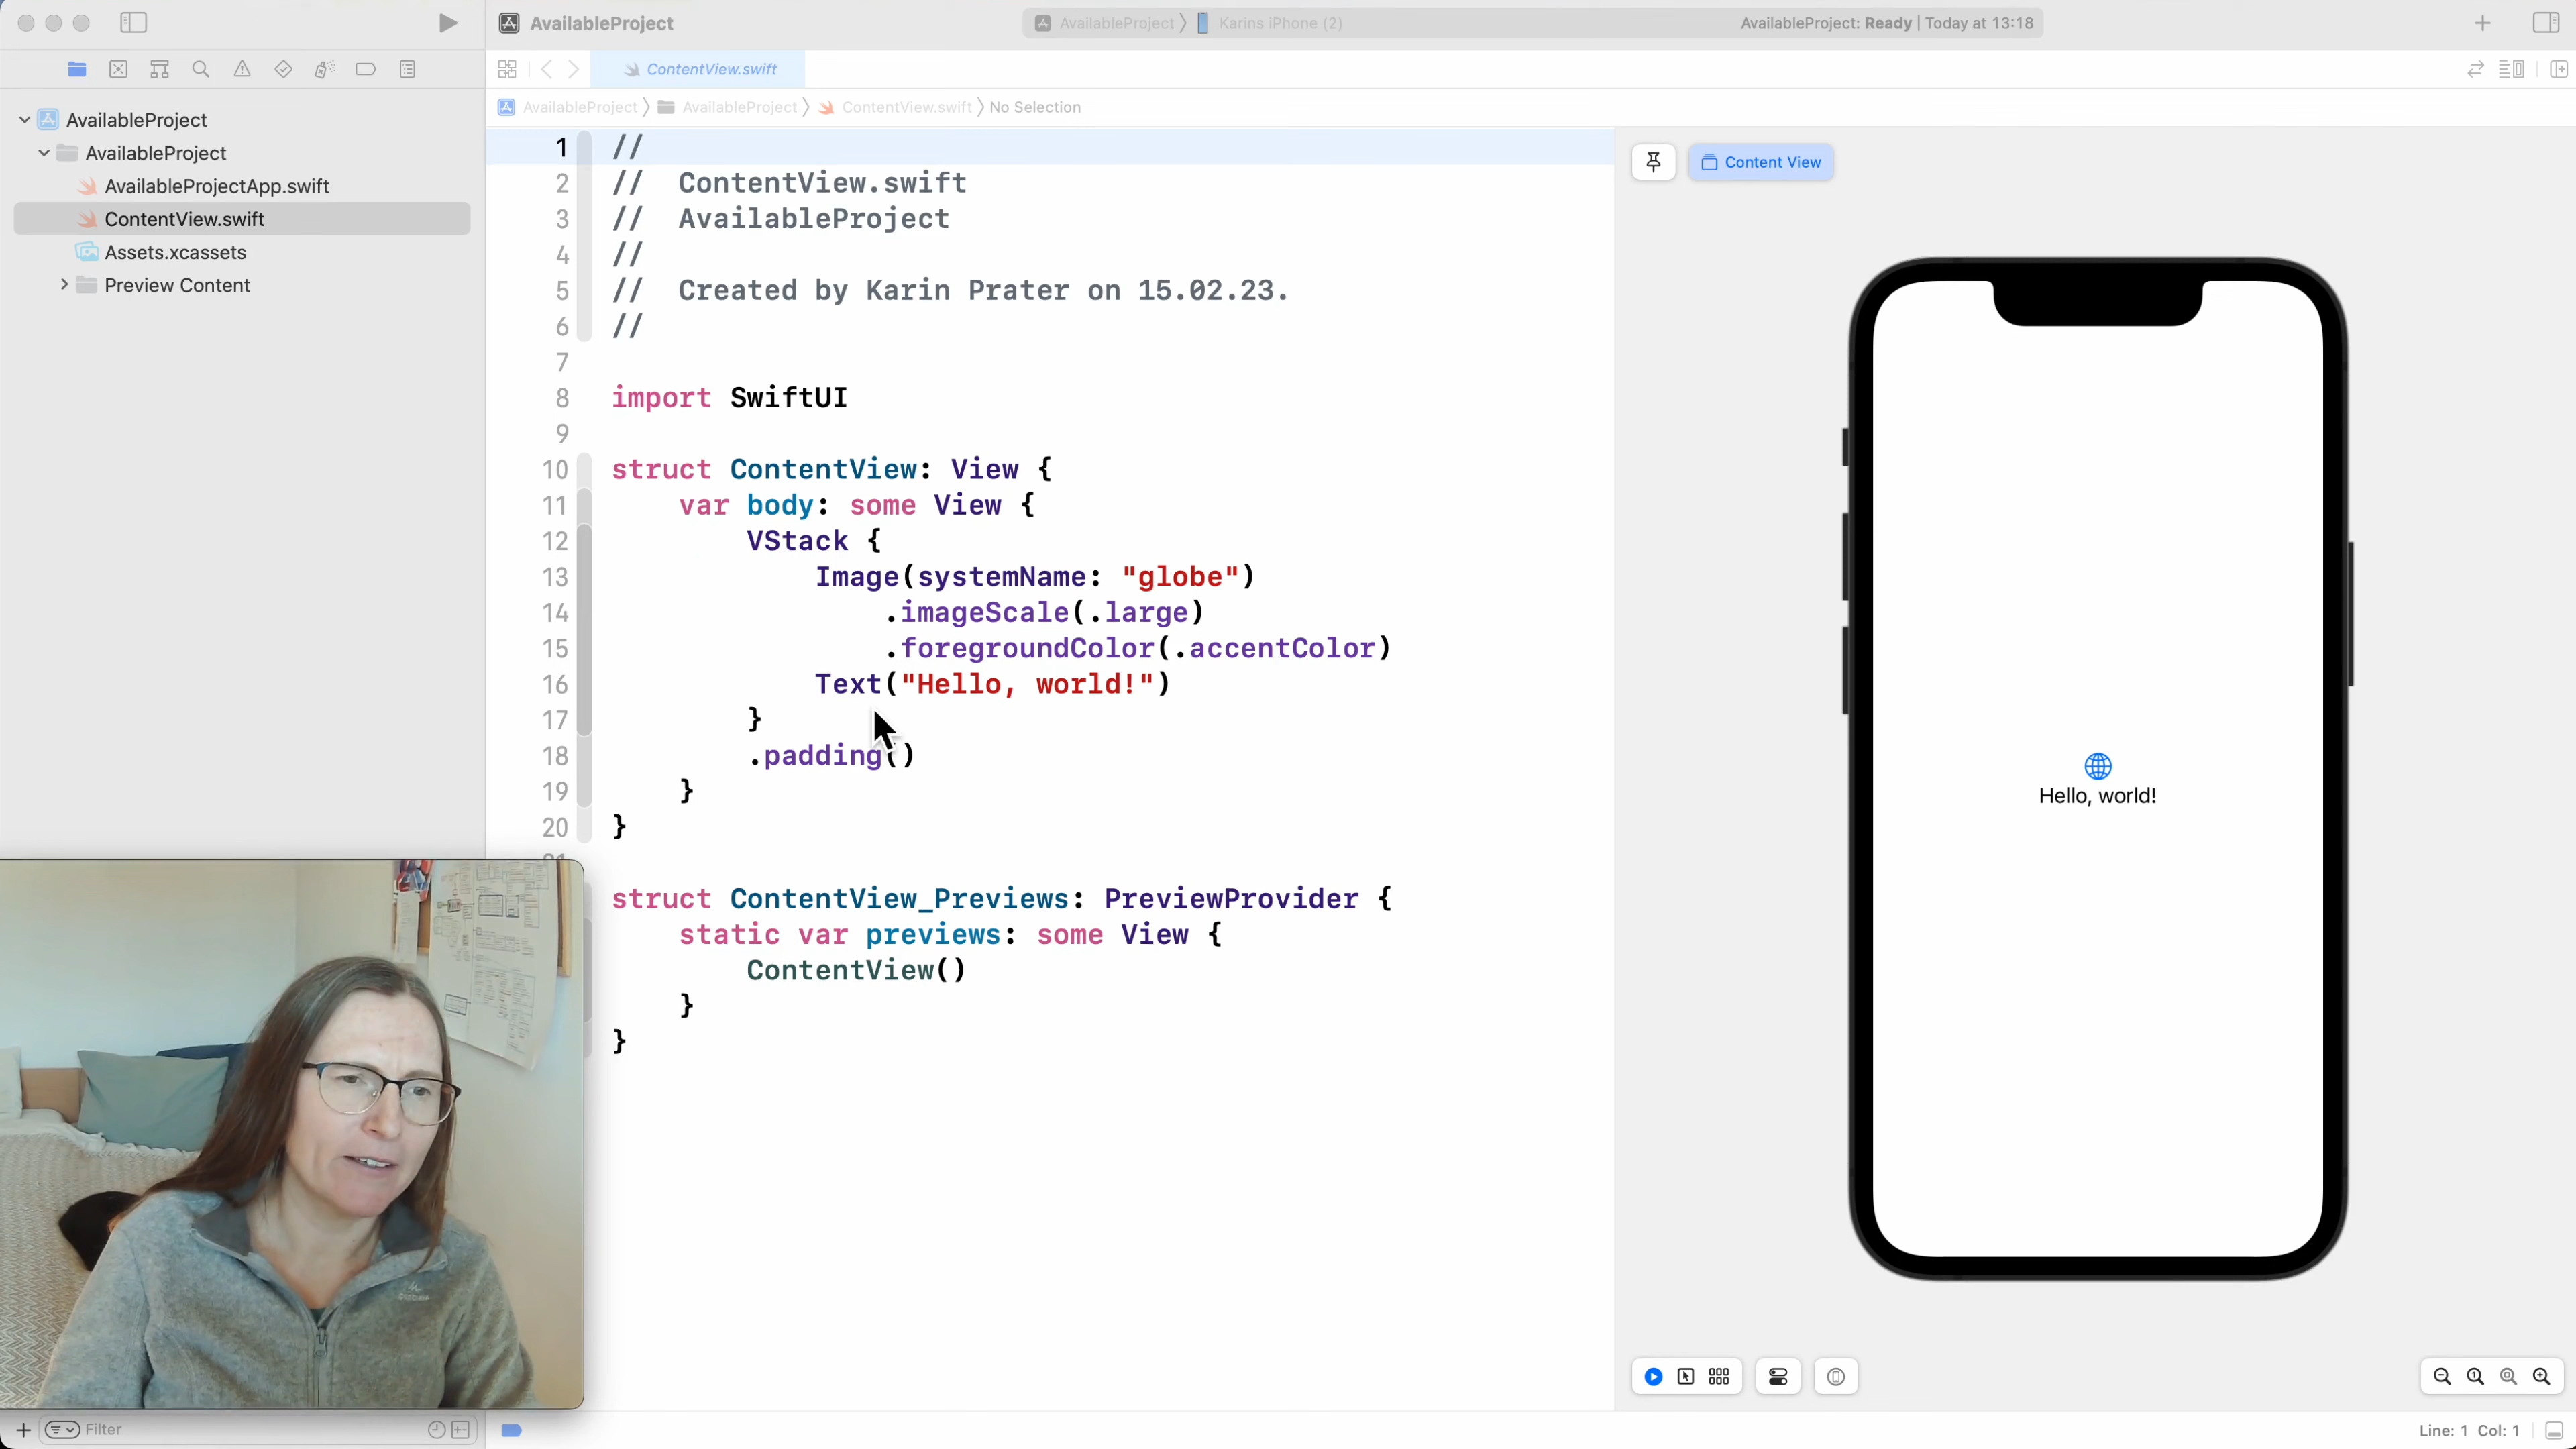 AvailableProject
AvailableProject
Karins iPhone (2)
AvailableProject: Ready | Today at 13:18
ContentView.swift
AvailableProject
AvailableProject
ContentView.swift
No Selection
AvailableProject
AvailableProject
AvailableProjectApp.swift
ContentView.swift
Assets.xcassets
Preview Content
1 //
2 //  ContentView.swift
3 //  AvailableProject
4 //
5 //  Created by Karin Prater on 15.02.23.
6 //
7
8 import SwiftUI
9
10 struct ContentView: View {
11     var body: some View {
12         VStack {
13             Image(systemName: "globe")
14                 .imageScale(.large)
15                 .foregroundColor(.accentColor)
16             Text("Hello, world!")
17         }
18         .padding()
19     }
20 }
struct ContentView_Previews: PreviewProvider {
    static var previews: some View {
        ContentView()
    }
}
Content View
Hello, world!
Filter
Line: 1 Col: 1